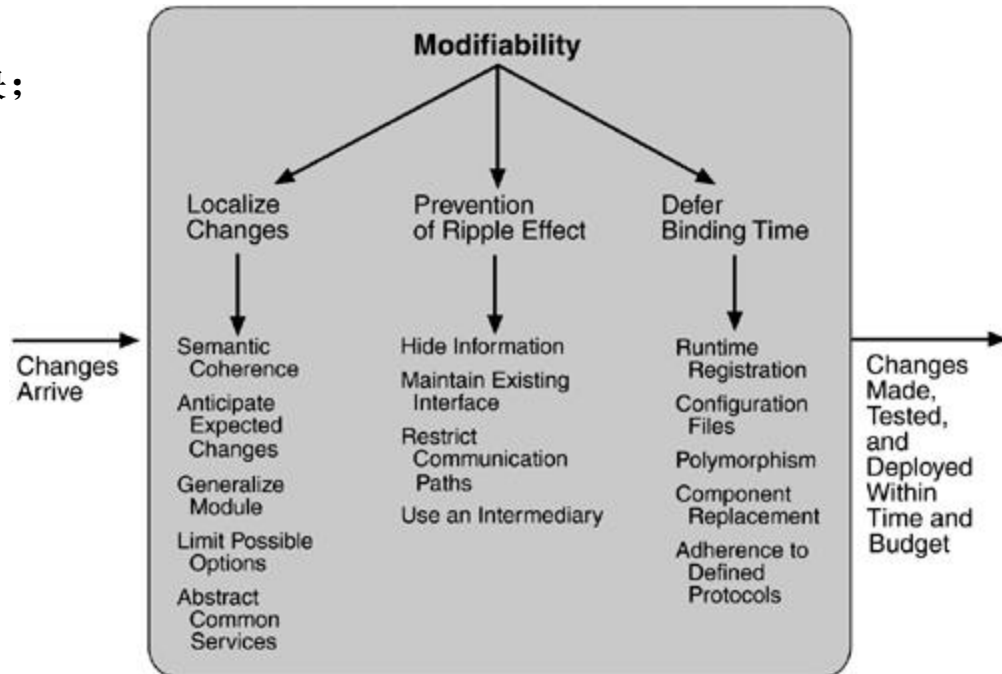 ；
Modifiability
Localize
Changes
Prevention
of Ripple Effect
Defer
Binding Time
Changes
Arrive
Semantic
Coherence
Anticipate
Expected
Changes
Generalize
Module
Limit Possible
Options
Abstract
Common
Services
Hide Information
Maintain Existing
Interface
Restrict
Communication
Paths
Use an Intermediary
Runtime
Registration
Configuration
Files
Polymorphism
Component
Replacement
Adherence to
Defined
Protocols
Changes
Made,
Tested,
and
Deployed
Within
Time and
Budget